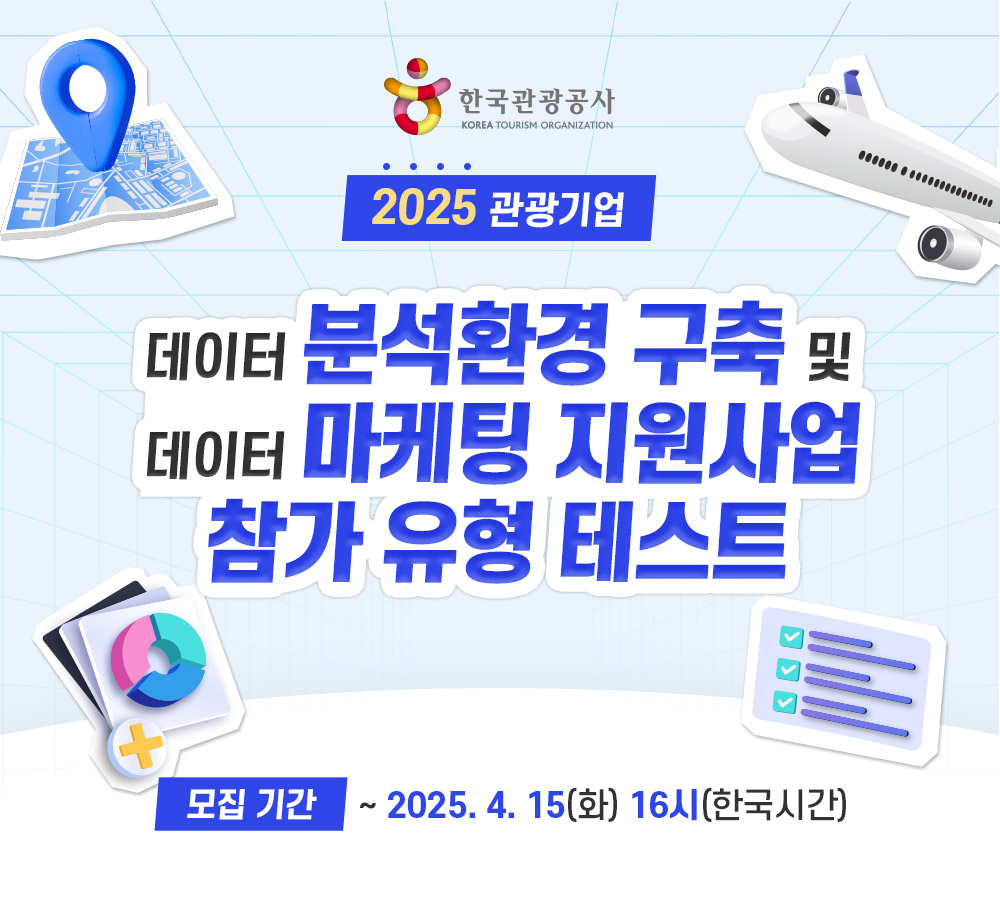 한국관광공사
KOREA TOURISM ORGANIZATION
2025 관광기업
데이터 분석환경 구축 및
데이터 마케팅 지원사업
참가 유형 테스트
모집 기간 ~ 2025. 4. 15(화) 16시(한국시간)